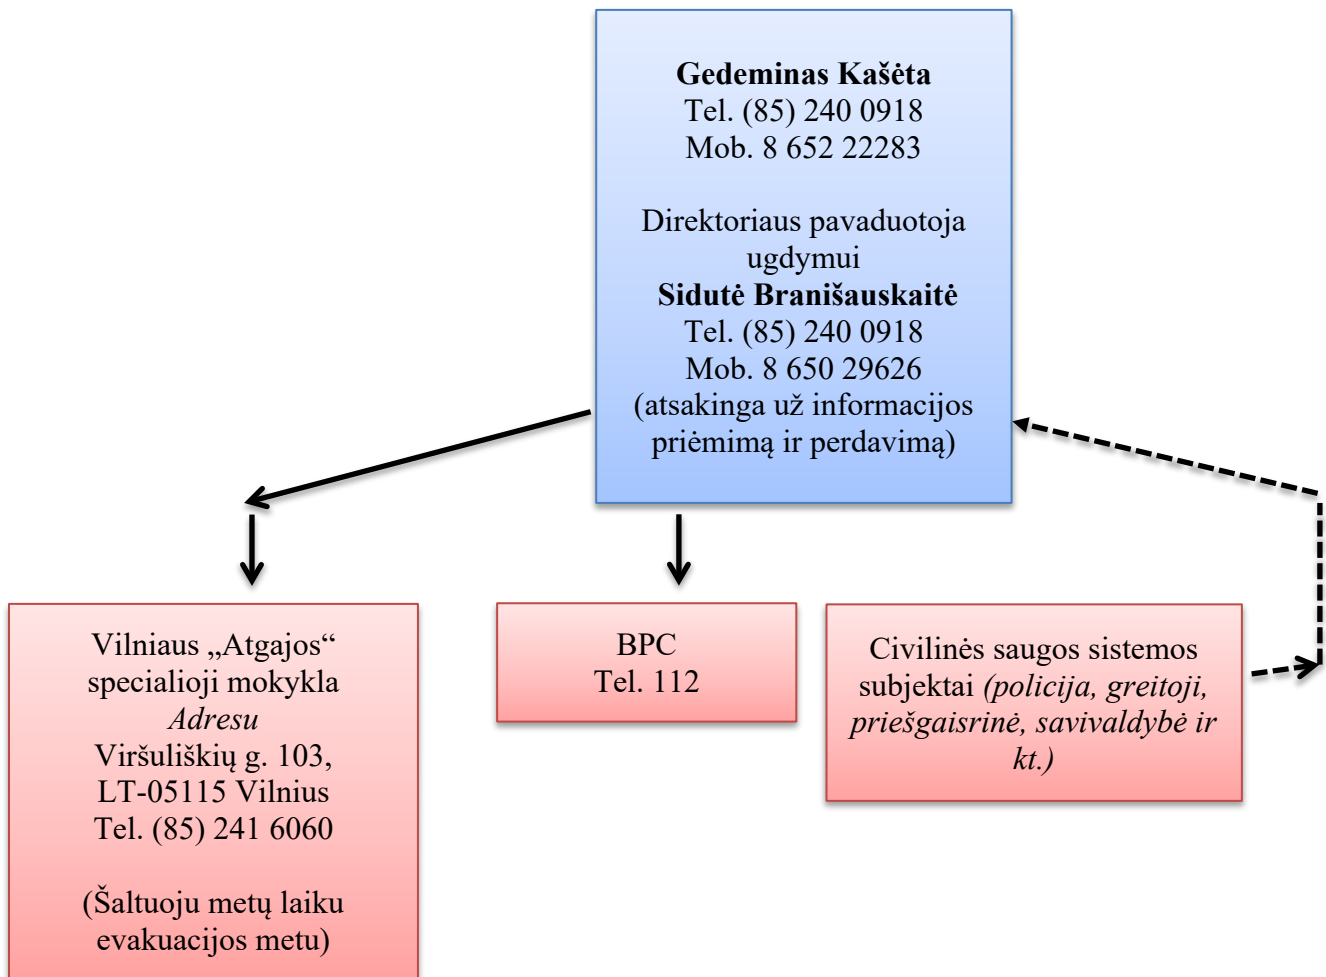 Gedeminas Kašėta
Tel. (85) 240 0918
Mob. 8 652 22283
Direktoriaus pavaduotoja
ugdymui
Sidutė Branišauskaitė
Tel. (85) 240 0918
Mob. 8 650 29626
(atsakinga už informacijos
priėmimą ir perdavimą)
Vilniaus „Atgajos“
specialioji mokykla
Adresu
Viršuliškių g. 103,
LT-05115 Vilnius
Tel. (85) 241 6060
(Šaltuoju metų laiku
evakuacijos metu)
BPC
Tel. 112
Civilinės saugos sistemos
subjektai (policija, greitoji,
priešgaisrinė, savivaldybė ir
kt.)